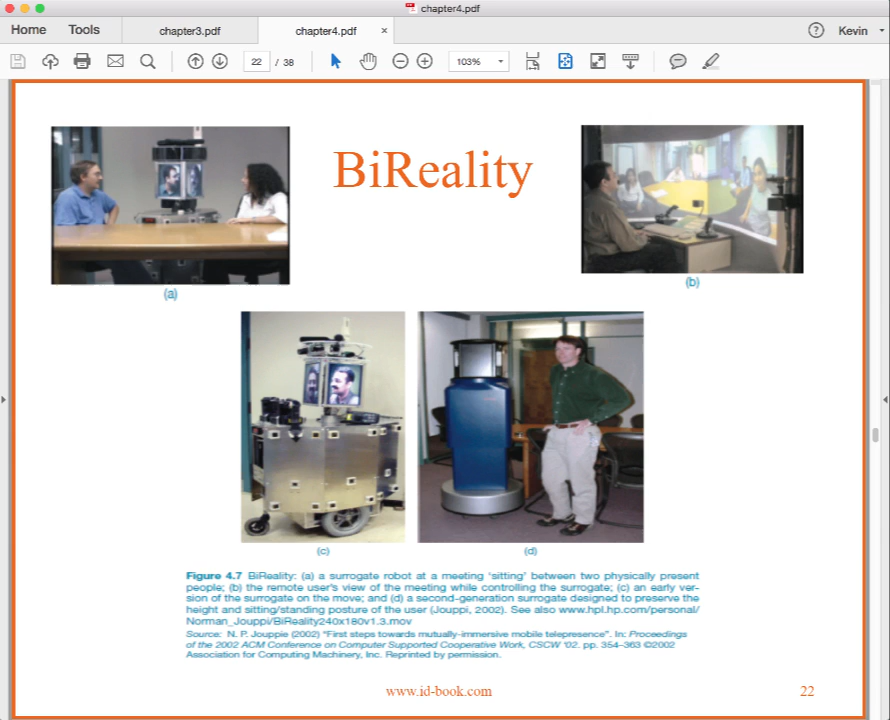 chapter4.pdf
Home
Tools
chapter3.pdf
chapter4.pdf
×
?
Kevin
22 / 38
103%
BiReality
(a)
(b)
(c)
(d)
Figure 4.7 BiReality: (a) a surrogate robot at a meeting ‘sitting’ between two physically present
people; (b) the remote user’s view of the meeting while controlling the surrogate; (c) an early ver-
sion of the surrogate on the move; and (d) a second-generation surrogate designed to preserve the
height and sitting/standing posture of the user (Jouppi, 2002). See also www.hpl.hp.com/personal/
Norman_Jouppi/BiReality240x180v1.3.mov
Source: N. P. Jouppie (2002) “First steps towards mutually-immersive mobile telepresence”. In: Proceedings
of the 2002 ACM Conference on Computer Supported Cooperative Work, CSCW ’02. pp. 354–363 ©2002
Association for Computing Machinery, Inc. Reprinted by permission.
www.id-book.com
22